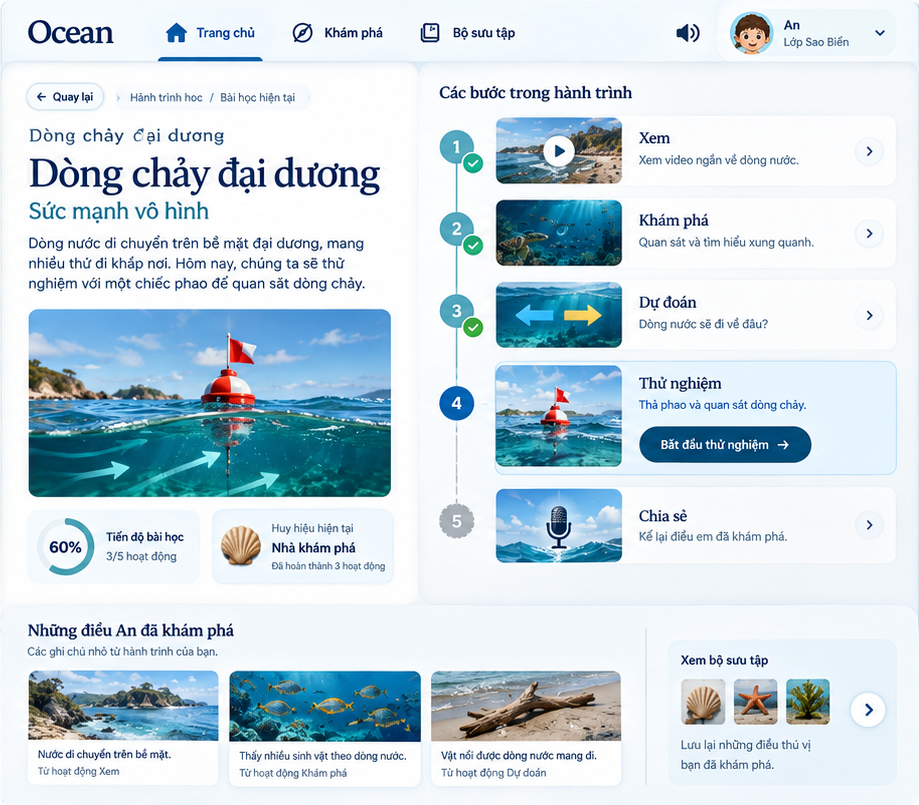 Ocean
Trang chủ
Khám phá
Bộ sưu tập
An
Lớp Sao Biển
← Quay lại
› Hành trình hoc / Bài học hiện tại
Dòng chảy đại dương
Dòng chảy đại dương
Sức mạnh vô hình
Dòng nước di chuyển trên bề mặt đại dương, mang
nhiều thứ đi khắp nơi. Hôm nay, chúng ta sẽ thử
nghiệm với một chiếc phao để quan sát dòng chảy.
60%
Tiến độ bài học
3/5 hoạt động
Huy hiệu hiện tại
Nhà khám phá
Đã hoàn thành 3 hoạt động
Các bước trong hành trình
1
Xem
Xem video ngắn về dòng nước.
2
Khám phá
Quan sát và tìm hiểu xung quanh.
3
Dự đoán
Dòng nước sẽ đi về đâu?
4
Thử nghiệm
Thả phao và quan sát dòng chảy.
Bắt đầu thử nghiệm →
5
Chia sẻ
Kể lại điều em đã khám phá.
Những điều An đã khám phá
Các ghi chú nhỏ từ hành trình của bạn.
Nước di chuyển trên bề mặt.
Từ hoạt động Xem
Thấy nhiều sinh vật theo dòng nước.
Từ hoạt động Khám phá
Vật nổi được dòng nước mang đi.
Từ hoạt động Dự đoán
Xem bộ sưu tập
Lưu lại những điều thú vị
bạn đã khám phá.